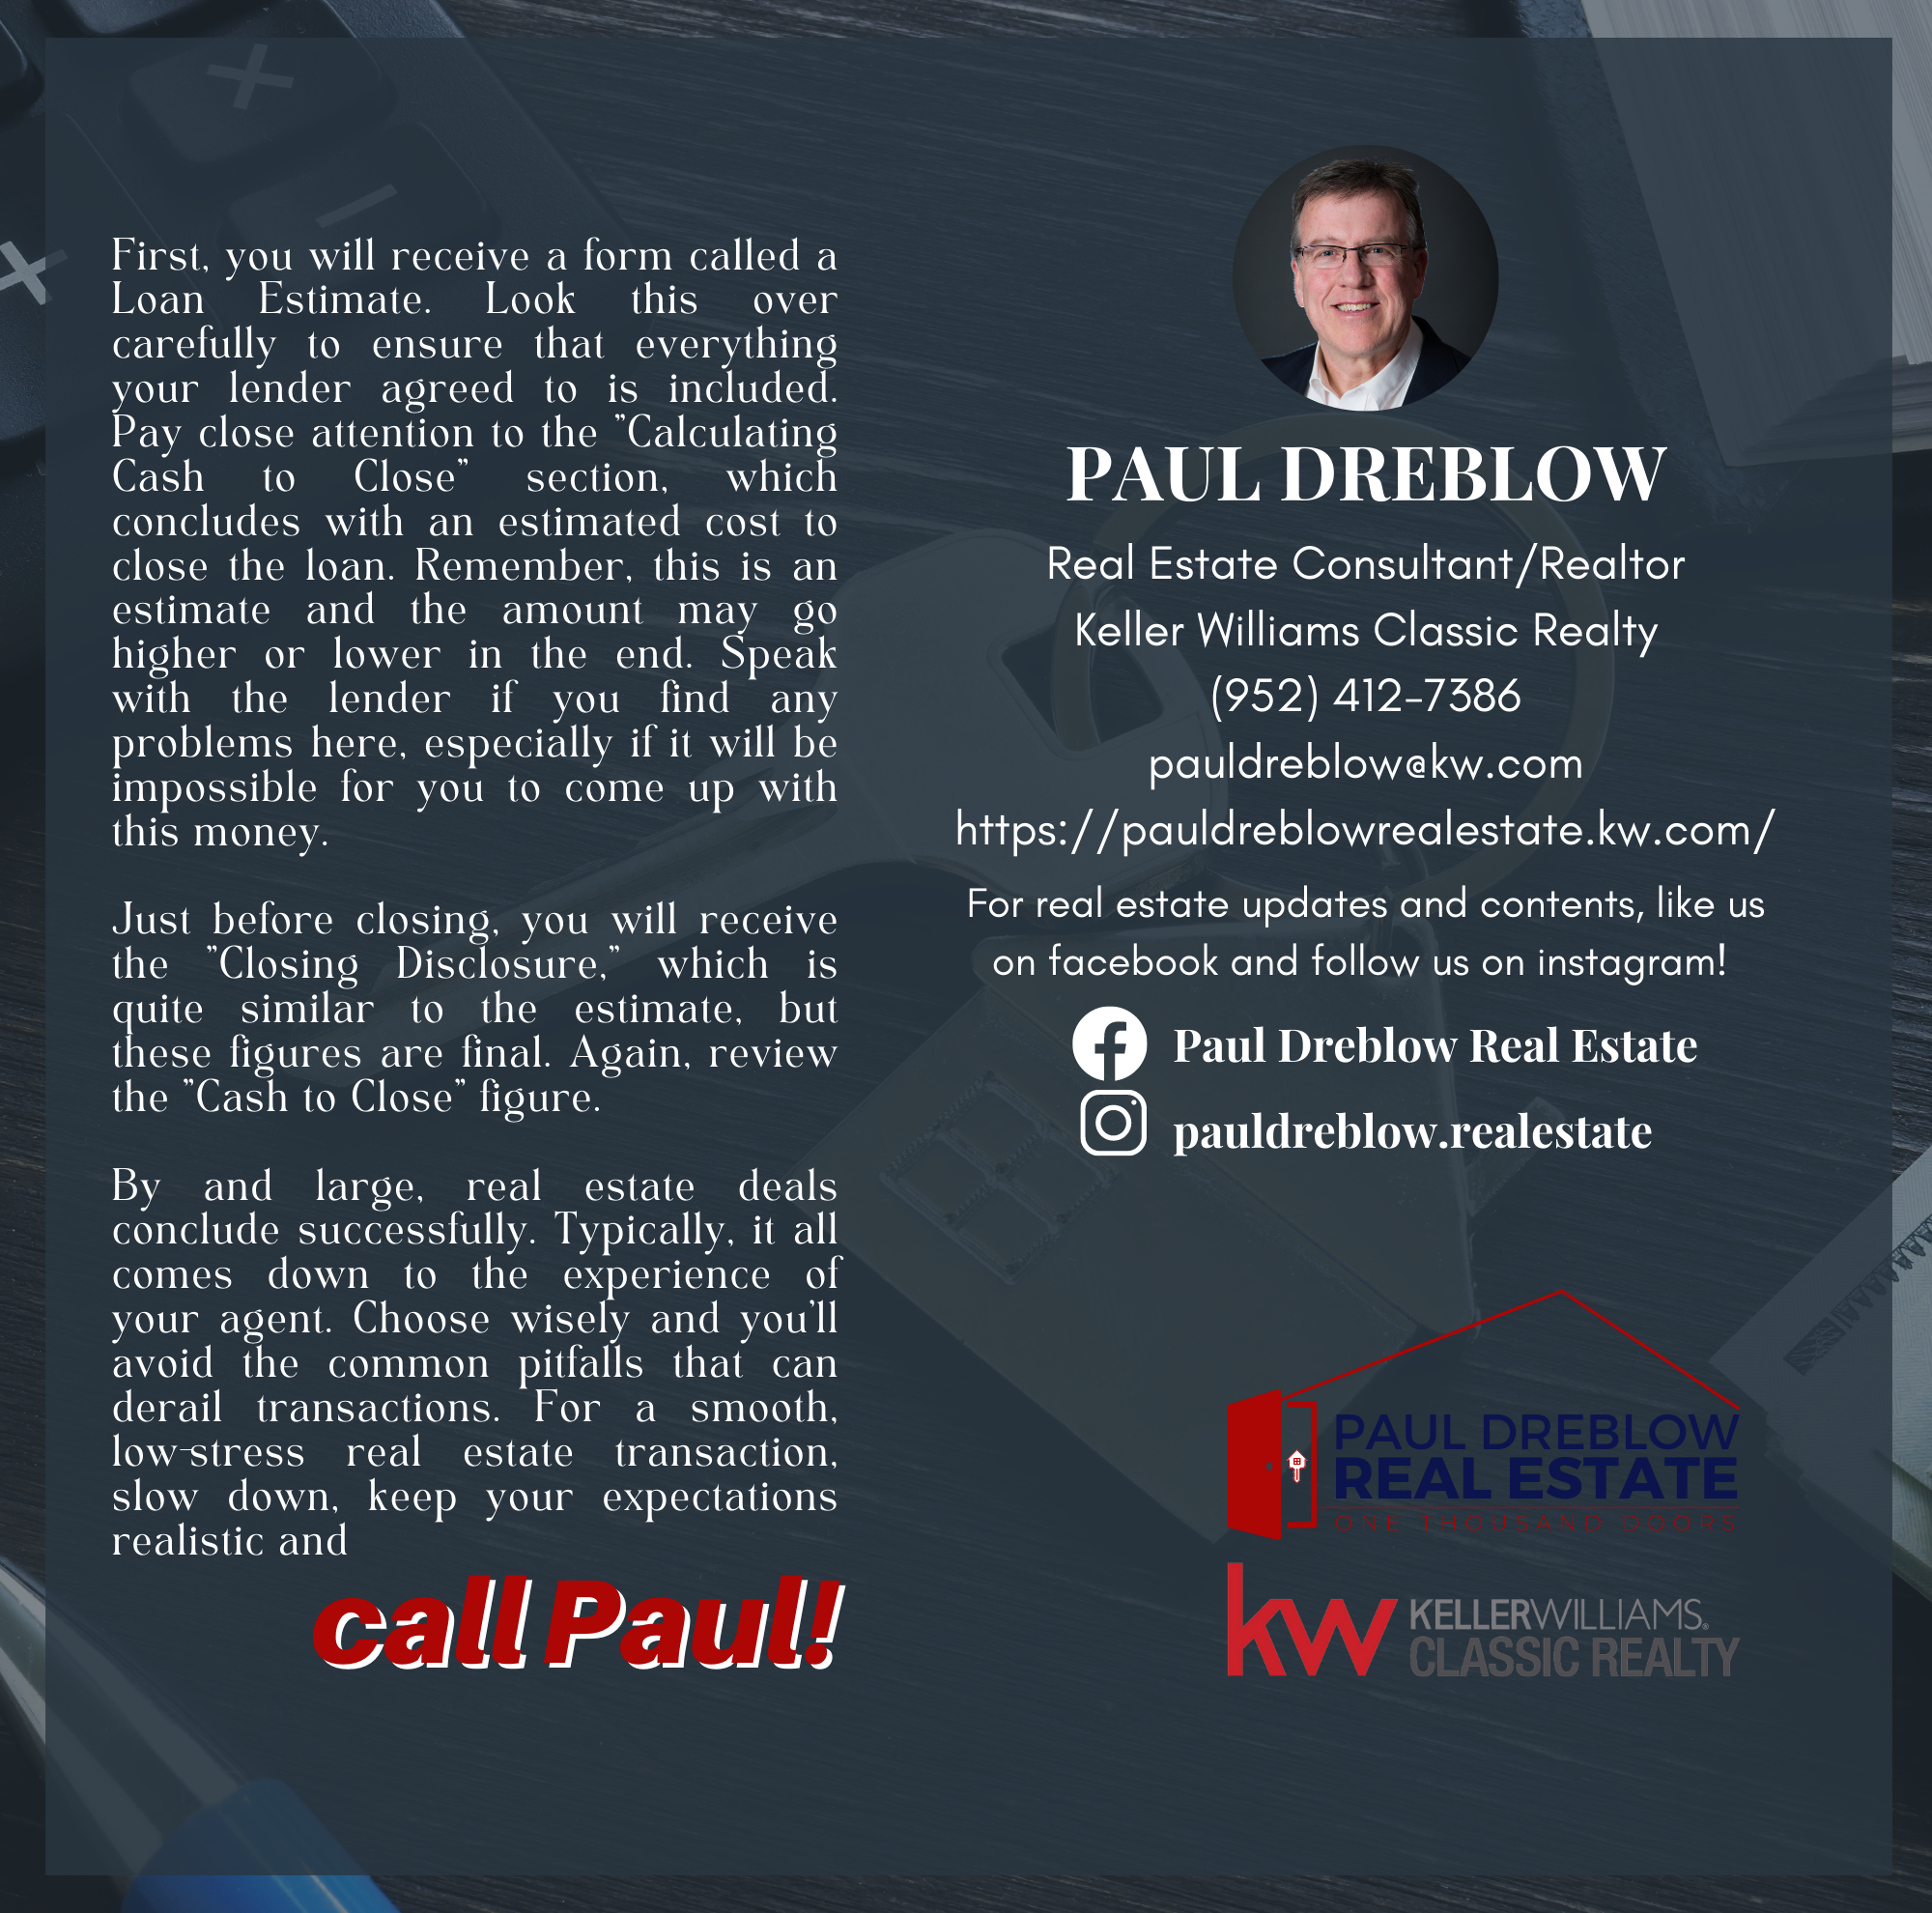 First, you will receive a form called a
Loan Estimate. Look this over
carefully to ensure that everything
your lender agreed to is included.
Pay close attention to the "Calculating
Cash to Close" section, which
concludes with an estimated cost to
close the loan. Remember, this is an
estimate and the amount may go
higher or lower in the end. Speak
with the lender if you find any
problems here, especially if it will be
impossible for you to come up with
this money.
Just before closing, you will receive
the "Closing Disclosure," which is
quite similar to the estimate, but
these figures are final. Again, review
the "Cash to Close" figure.
By and large, real estate deals
conclude successfully. Typically, it all
comes down to the experience of
your agent. Choose wisely and you'll
avoid the common pitfalls that can
derail transactions. For a smooth,
low-stress real estate transaction,
slow down, keep your expectations
realistic and
call Paul!
PAUL DREBLOW
Real Estate Consultant/Realtor
Keller Williams Classic Realty
(952) 412-7386
pauldreblow@kw.com
https://pauldreblowrealestate.kw.com/
For real estate updates and contents, like us
on facebook and follow us on instagram!
Paul Dreblow Real Estate
pauldreblow.realestate
PAUL DREBLOW
REAL ESTATE
ONE THOUSAND DOORS
kw KELLERWILLIAMS.
CLASSIC REALTY